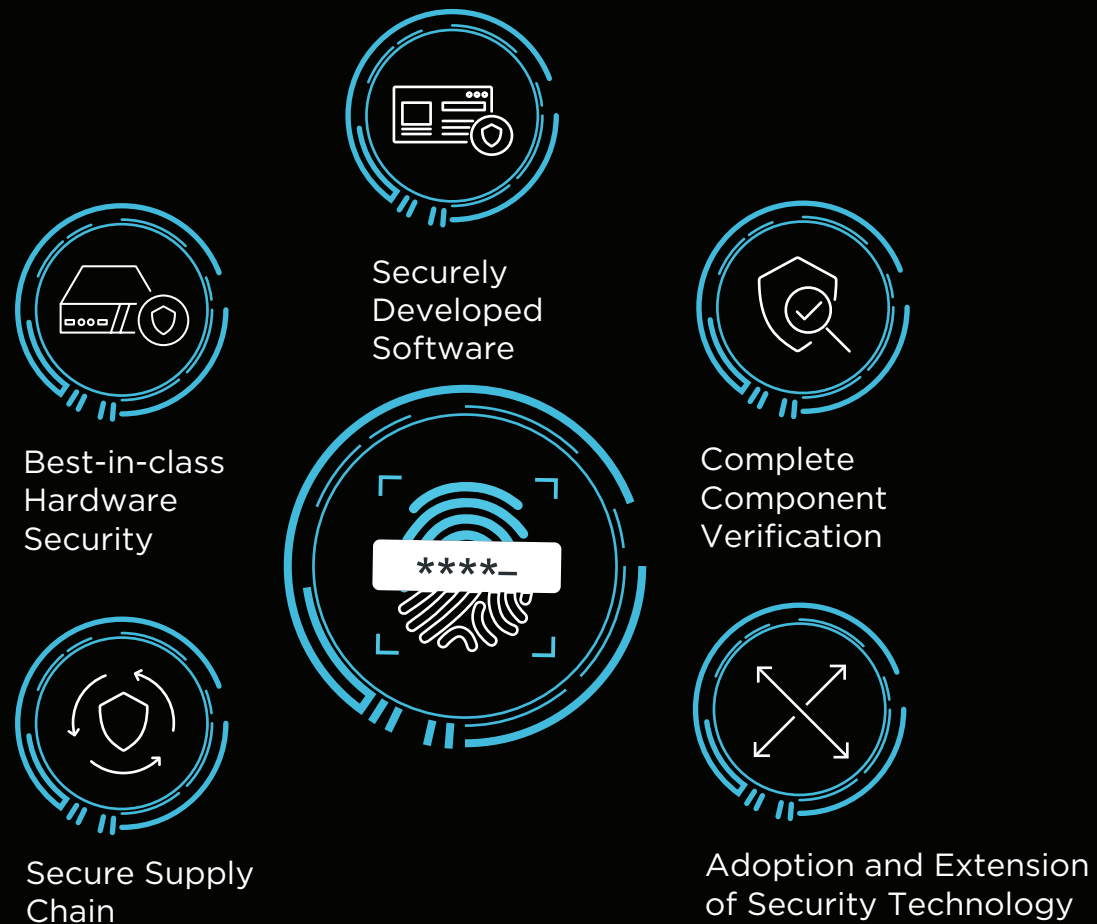 Securely
Developed
Software
Best-in-class
Hardware
Security
Complete
Component
Verification
****_
Secure Supply
Chain
Adoption and Extension
of Security Technology